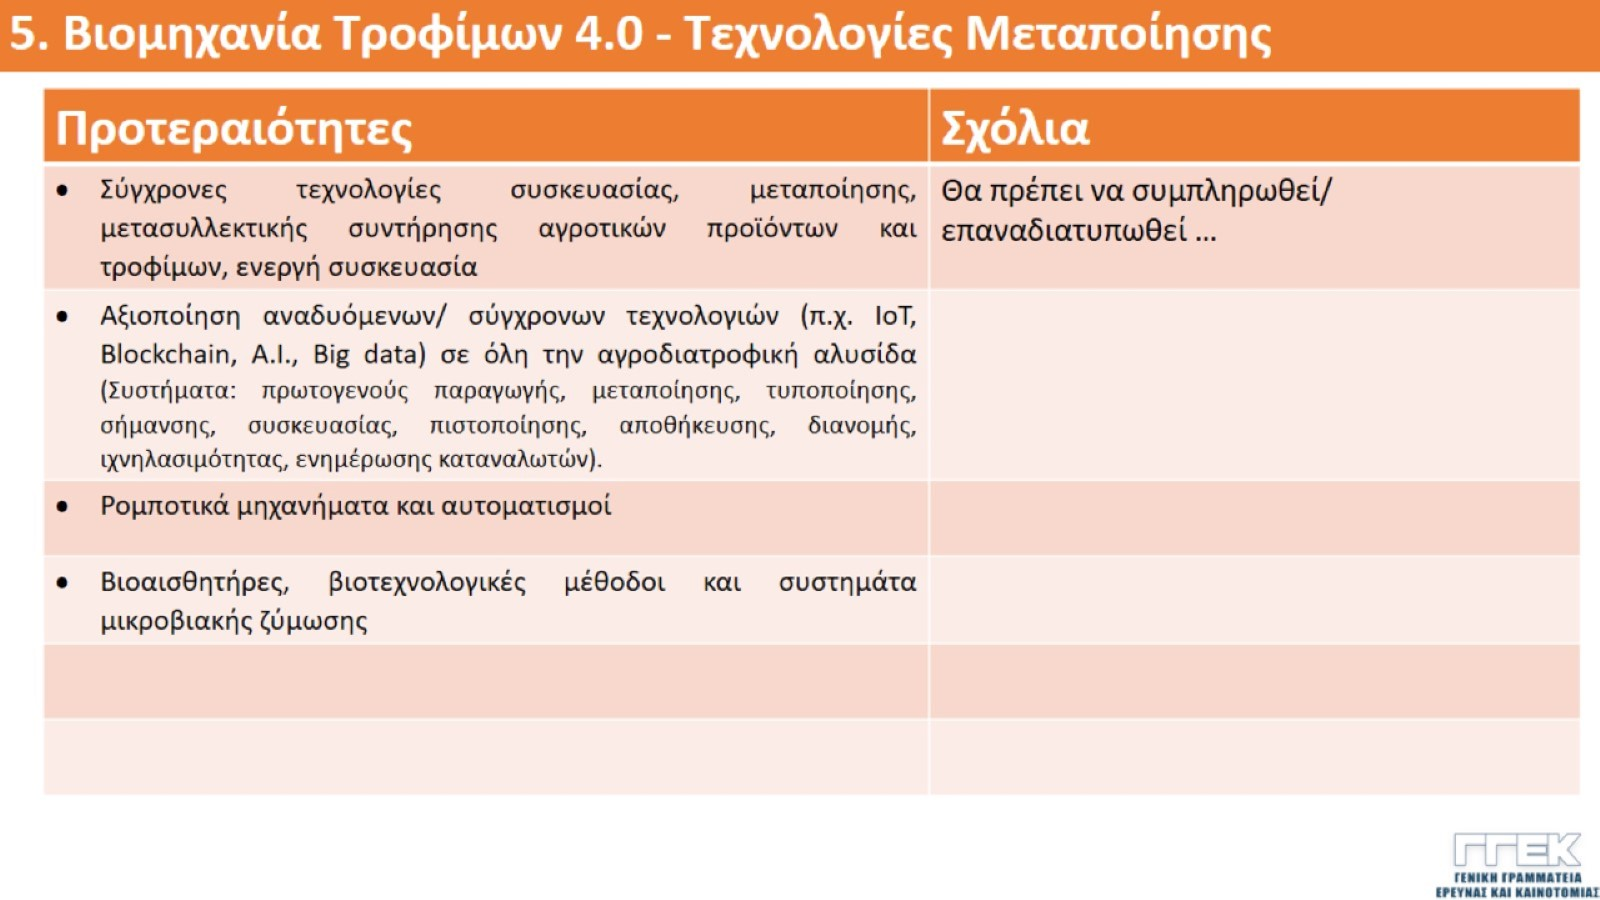 5. Βιομηχανία Τροφίμων 4.0 - Τεχνολογίες Μεταποίησης
Προτεραιότητες
Σχόλια
• Σύγχρονες τεχνολογίες συσκευασίας, μεταποίησης,
μετασυλλεκτικής συντήρησης αγροτικών προϊόντων και
τροφίμων, ενεργή συσκευασία
Θα πρέπει να συμπληρωθεί/
επαναδιατυπωθεί ...
• Αξιοποίηση αναδυόμενων/ σύγχρονων τεχνολογιών (π.χ. IoT,
Blockchain, A.I., Big data) σε όλη την αγροδιατροφική αλυσίδα
(Συστήματα: πρωτογενούς παραγωγής, μεταποίησης, τυποποίησης,
σήμανσης, συσκευασίας, πιστοποίησης, αποθήκευσης, διανομής,
ιχνηλασιμότητας, ενημέρωσης καταναλωτών).
• Ρομποτικά μηχανήματα και αυτοματισμοί
• Βιοαισθητήρες, βιοτεχνολογικές μέθοδοι και συστημάτα
μικροβιακής ζύμωσης
ΓΓΕΚ
ΓΕΝΙΚΗ ΓΡΑΜΜΑΤΕΙΑ
ΕΡΕΥΝΑΣ ΚΑΙ ΚΑΙΝΟΤΟΜΙΑΣ